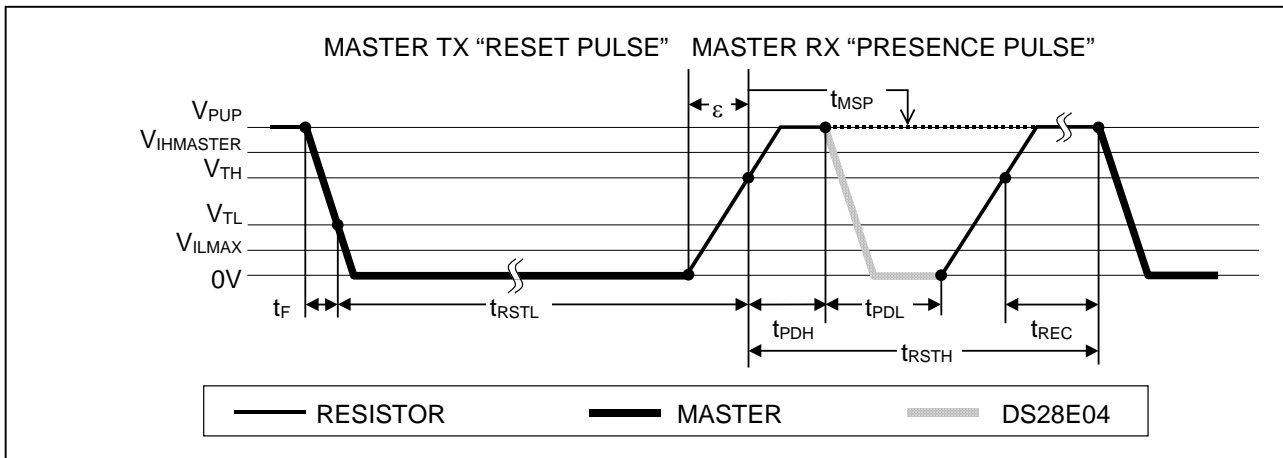 MASTER TX “RESET PULSE” MASTER RX “PRESENCE PULSE”
ε tMSP
VPUP
VIHMASTER
VTH
VTL
VILMAX
0V
tF tRSTL tPDH tPDL tREC
tRSTH
RESISTOR MASTER DS28E04